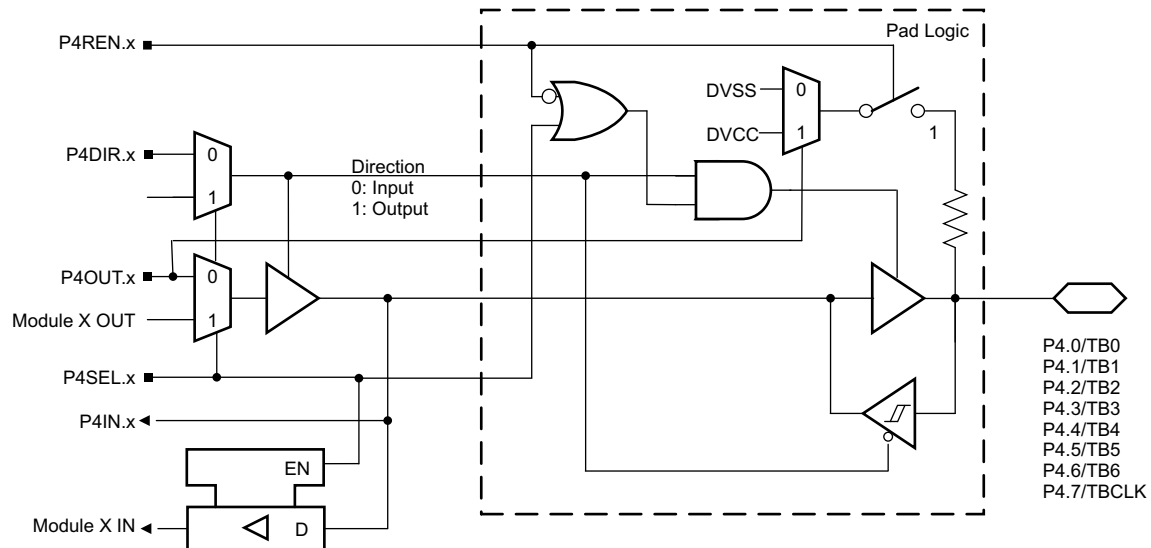 Pad Logic
P4REN.x
DVSS
0
DVCC
1
1
P4DIR.x
0
1
Direction
0: Input
1: Output
P4OUT.x
0
Module X OUT
1
P4SEL.x
P4IN.x
EN
Module X IN
D
P4.0/TB0
P4.1/TB1
P4.2/TB2
P4.3/TB3
P4.4/TB4
P4.5/TB5
P4.6/TB6
P4.7/TBCLK